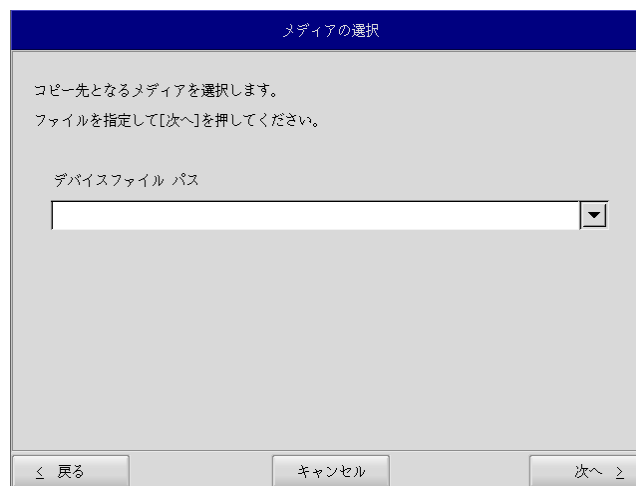 メディアの選択
コピー先となるメディアを選択します。
ファイルを指定して[次へ]を押してください。
デバイスファイル パス
< 戻る
キャンセル
次へ >